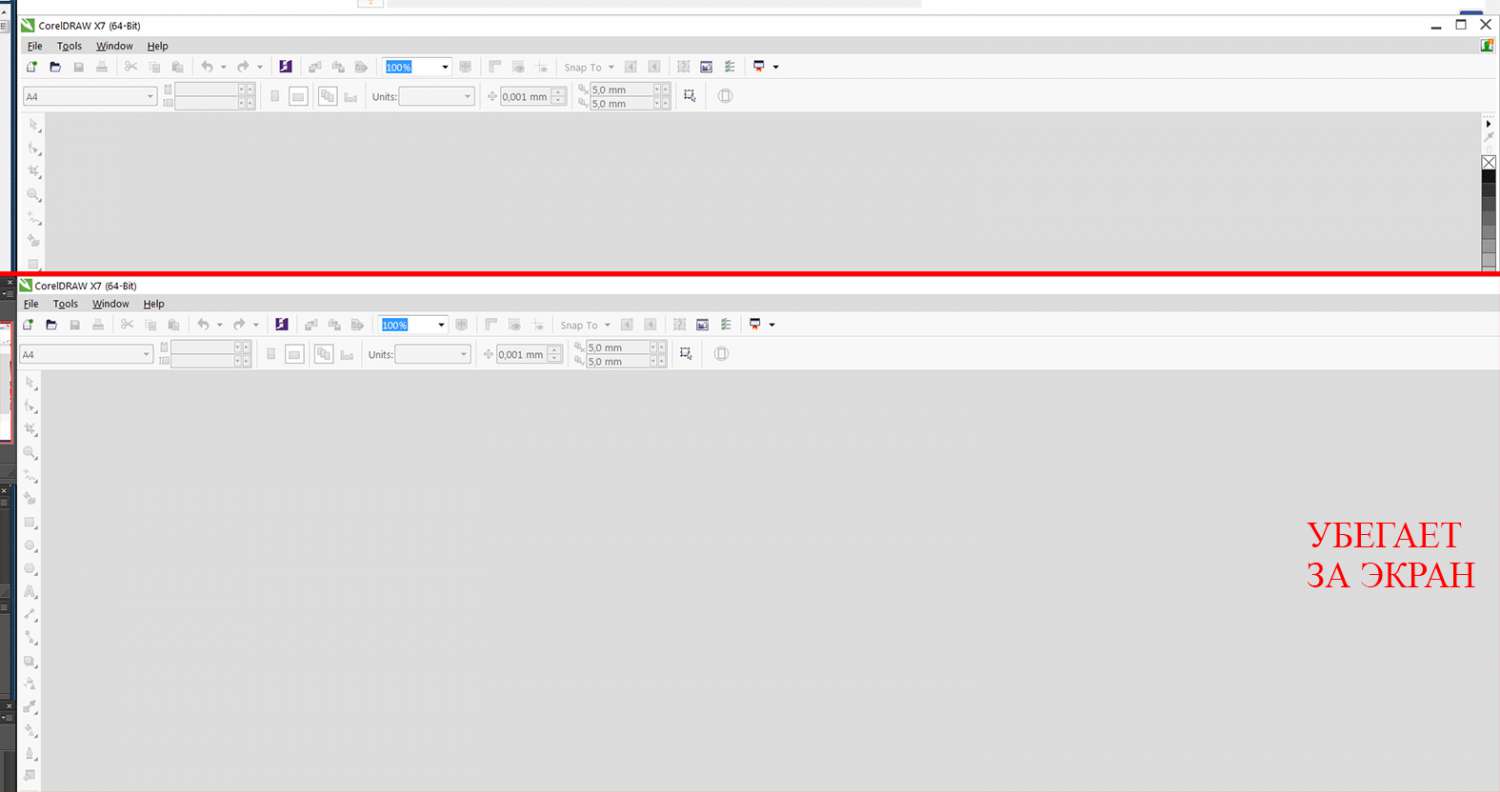 CorelDRAW X7 (64-Bit)
File Tools Window Help
100% Snap To
A4 Units: 0,001 mm 5,0 mm
5,0 mm
CorelDRAW X7 (64-Bit)
File Tools Window Help
100% Snap To
A4 Units: 0,001 mm 5,0 mm
5,0 mm
УБЕГАЕТ
ЗА ЭКРАН